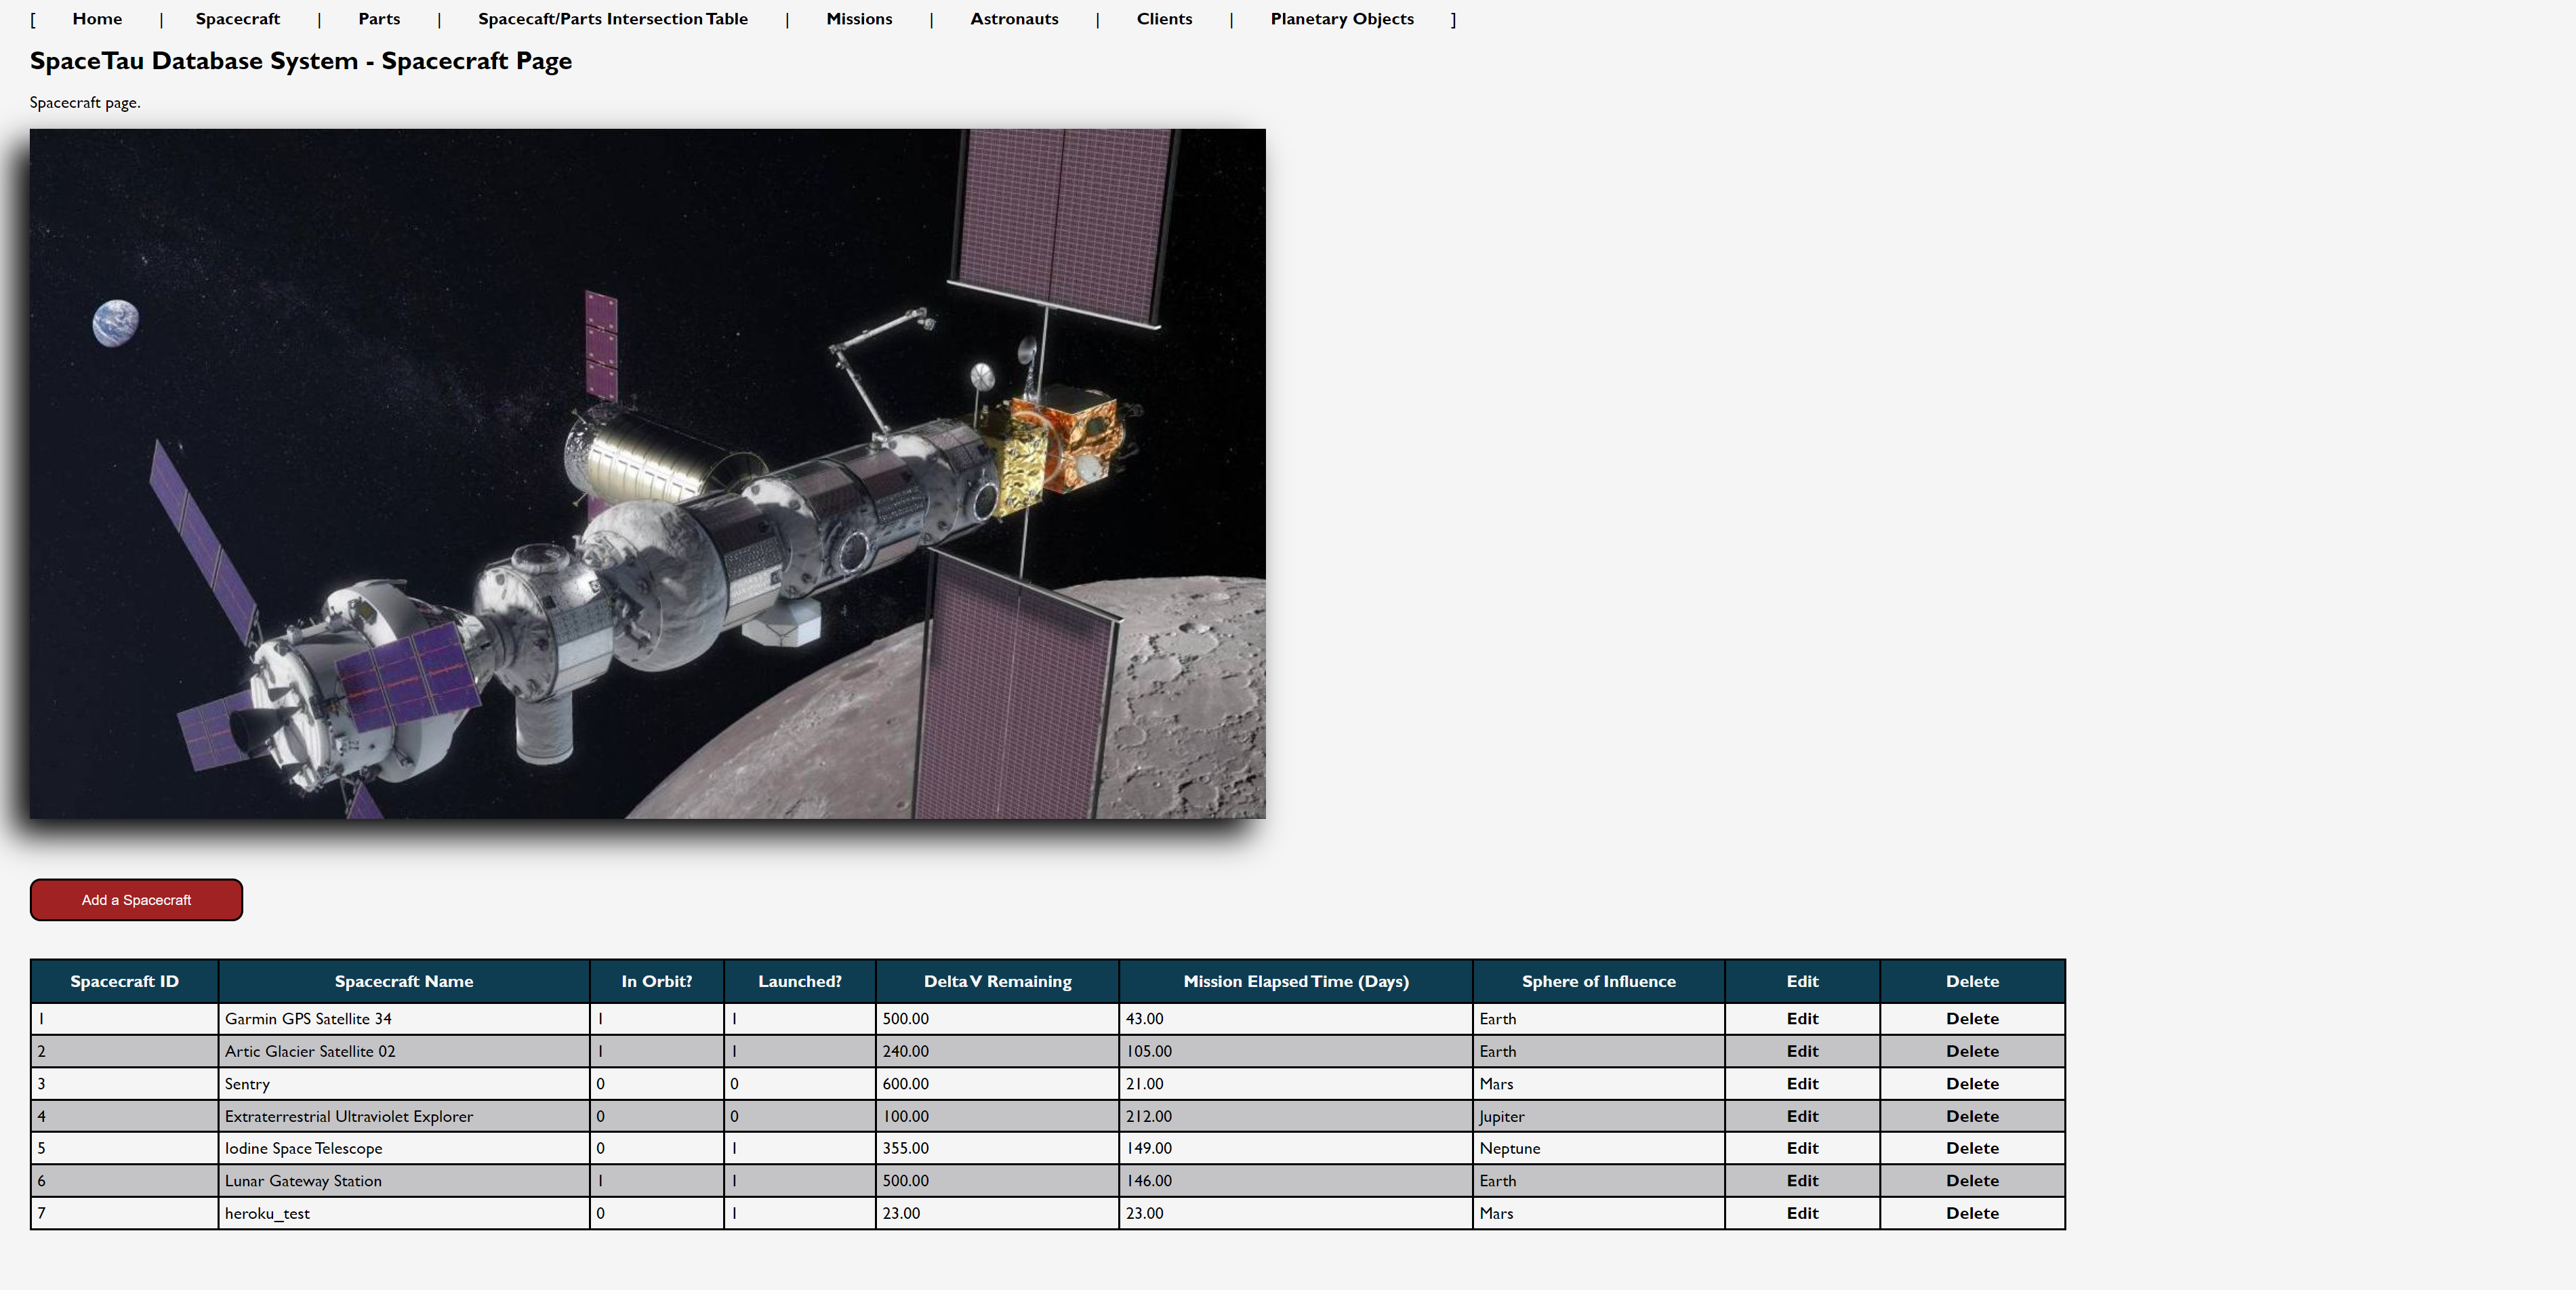 [ Home | Spacecraft | Parts | Spacecaft/Parts Intersection Table | Missions | Astronauts | Clients | Planetary Objects ]
SpaceTau Database System - Spacecraft Page
Spacecraft page.
Add a Spacecraft
Spacecraft ID Spacecraft Name In Orbit? Launched? Delta V Remaining Mission Elapsed Time (Days) Sphere of Influence Edit Delete
1 Garmin GPS Satellite 34 1 1 500.00 43.00 Earth Edit Delete
2 Artic Glacier Satellite 02 1 1 240.00 105.00 Earth Edit Delete
3 Sentry 0 0 600.00 21.00 Mars Edit Delete
4 Extraterrestrial Ultraviolet Explorer 0 0 100.00 212.00 Jupiter Edit Delete
5 Iodine Space Telescope 0 1 355.00 149.00 Neptune Edit Delete
6 Lunar Gateway Station 1 1 500.00 146.00 Earth Edit Delete
7 heroku_test 0 1 23.00 23.00 Mars Edit Delete